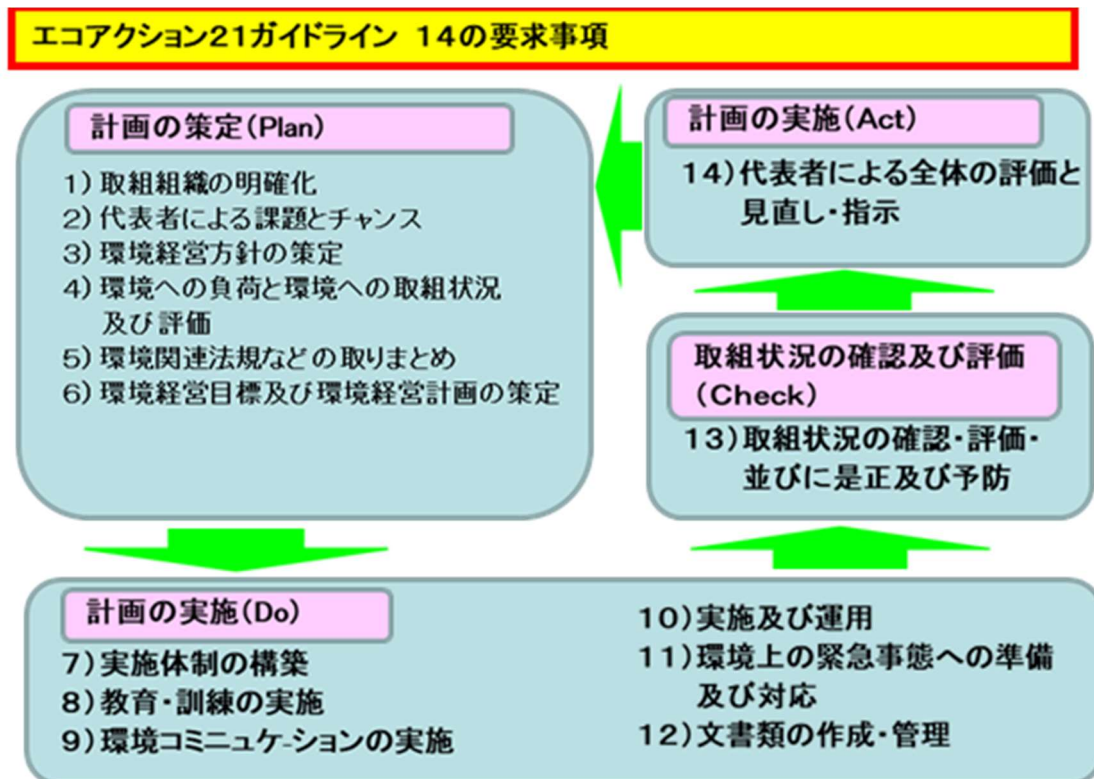 エコアクション21ガイドライン 14の要求事項
計画の策定(Plan)
1) 取組組織の明確化
2) 代表者による課題とチャンス
3) 環境経営方針の策定
4) 環境への負荷と環境への取組状況
及び評価
5) 環境関連法規などの取りまとめ
6) 環境経営目標及び環境経営計画の策定
計画の実施(Do)
7)実施体制の構築
8)教育・訓練の実施
9)環境コミニュケ-ションの実施
10)実施及び運用
11)環境上の緊急事態への準備
及び対応
12)文書類の作成・管理
取組状況の確認及び評価
(Check)
13)取組状況の確認・評価・
並びに是正及び予防
計画の実施(Act)
14)代表者による全体の評価と
見直し・指示